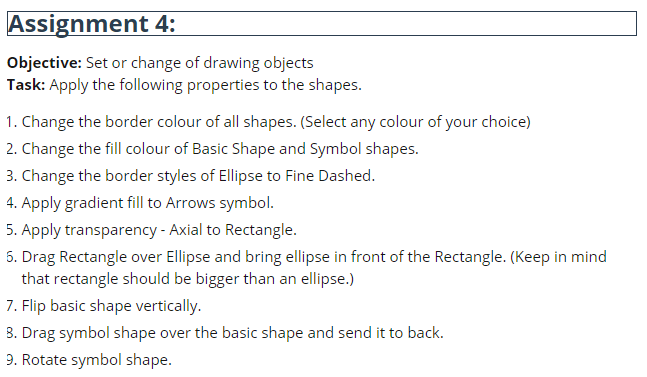 Assignment 4:
Objective: Set or change of drawing objects
Task: Apply the following properties to the shapes.
1. Change the border colour of all shapes. (Select any colour of your choice)
2. Change the fill colour of Basic Shape and Symbol shapes.
3. Change the border styles of Ellipse to Fine Dashed.
4. Apply gradient fill to Arrows symbol.
5. Apply transparency - Axial to Rectangle.
6. Drag Rectangle over Ellipse and bring ellipse in front of the Rectangle. (Keep in mind
that rectangle should be bigger than an ellipse.)
7. Flip basic shape vertically.
8. Drag symbol shape over the basic shape and send it to back.
9. Rotate symbol shape.